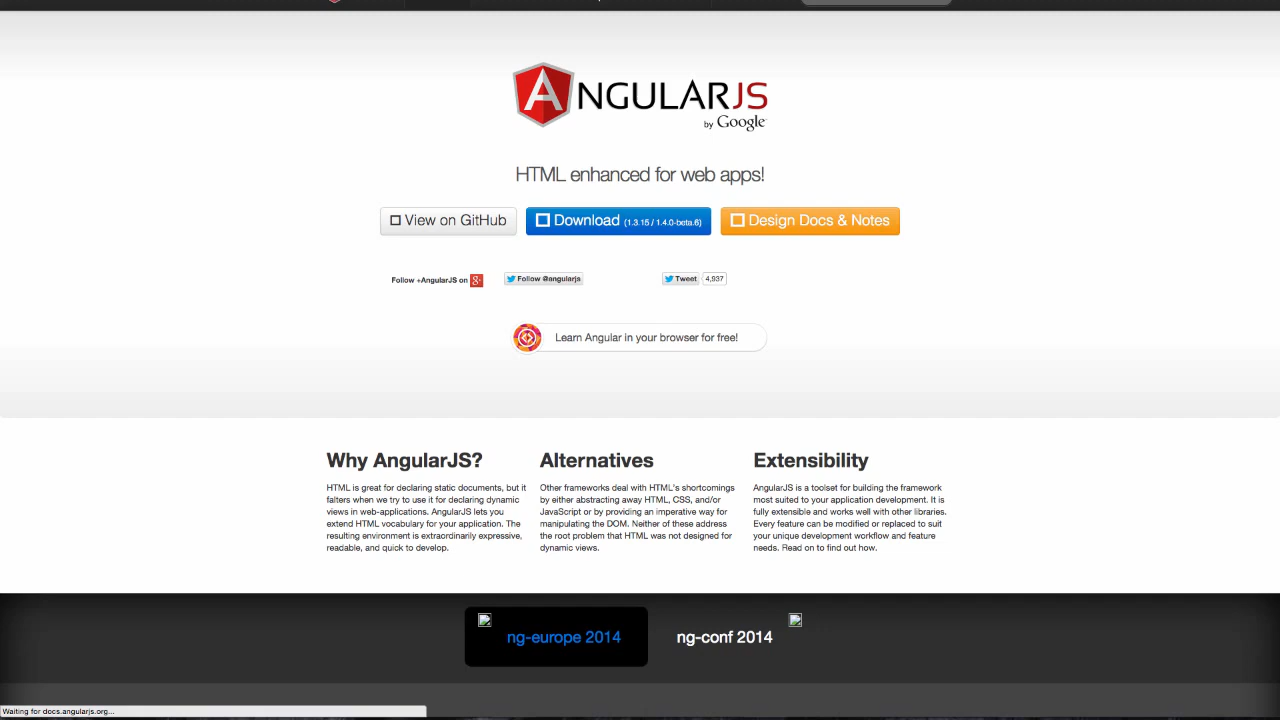 ANGULARJS
by Google
HTML enhanced for web apps!
View on GitHub
Download (1.3.15 / 1.4.0-beta.6)
Design Docs & Notes
Follow +AngularJS on g+
Follow @angularjs
Tweet
4,937
Learn Angular in your browser for free!
Why AngularJS?
HTML is great for declaring static documents, but it
falters when we try to use it for declaring dynamic
views in web-applications. AngularJS lets you
extend HTML vocabulary for your application. The
resulting environment is extraordinarily expressive,
readable, and quick to develop.
Alternatives
Other frameworks deal with HTML's shortcomings
by either abstracting away HTML, CSS, and/or
JavaScript or by providing an imperative way for
manipulating the DOM. Neither of these address
the root problem that HTML was not designed for
dynamic views.
Extensibility
AngularJS is a toolset for building the framework
most suited to your application development. It is
fully extensible and works well with other libraries.
Every feature can be modified or replaced to suit
your unique development workflow and feature
needs. Read on to find out how.
ng-europe 2014
ng-conf 2014
Waiting for docs.angularjs.org...